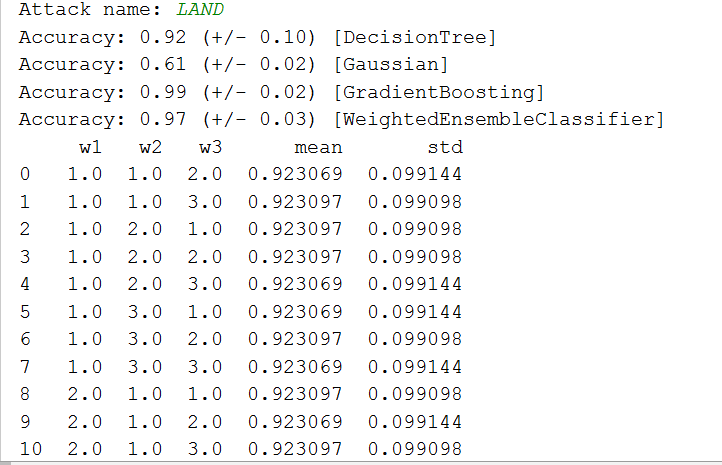 Attack name: LAND
Accuracy: 0.92 (+/- 0.10) [DecisionTree]
Accuracy: 0.61 (+/- 0.02) [Gaussian]
Accuracy: 0.99 (+/- 0.02) [GradientBoosting]
Accuracy: 0.97 (+/- 0.03) [WeightedEnsembleClassifier]
w1 w2 w3 mean std
0 1.0 1.0 2.0 0.923069 0.099144
1 1.0 1.0 3.0 0.923097 0.099098
2 1.0 2.0 1.0 0.923097 0.099098
3 1.0 2.0 2.0 0.923097 0.099098
4 1.0 2.0 3.0 0.923069 0.099144
5 1.0 3.0 1.0 0.923069 0.099144
6 1.0 3.0 2.0 0.923097 0.099098
7 1.0 3.0 3.0 0.923069 0.099144
8 2.0 1.0 1.0 0.923097 0.099098
9 2.0 1.0 2.0 0.923069 0.099144
10 2.0 1.0 3.0 0.923097 0.099098